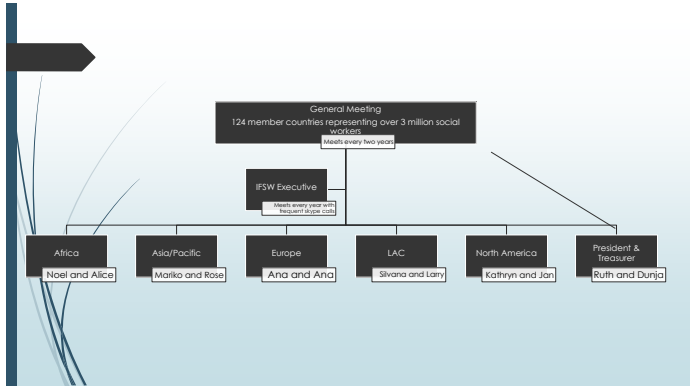 General Meeting
124 member countries representing over 3 million social
workers
Meets every two years
IFSW Executive
Meets every year with
frequent skype calls
Africa
Noel and Alice
Asia/Pacific
Mariko and Rose
Europe
Ana and Ana
LAC
Silvana and Larry
North America
Kathryn and Jan
President &
Treasurer
Ruth and Dunja